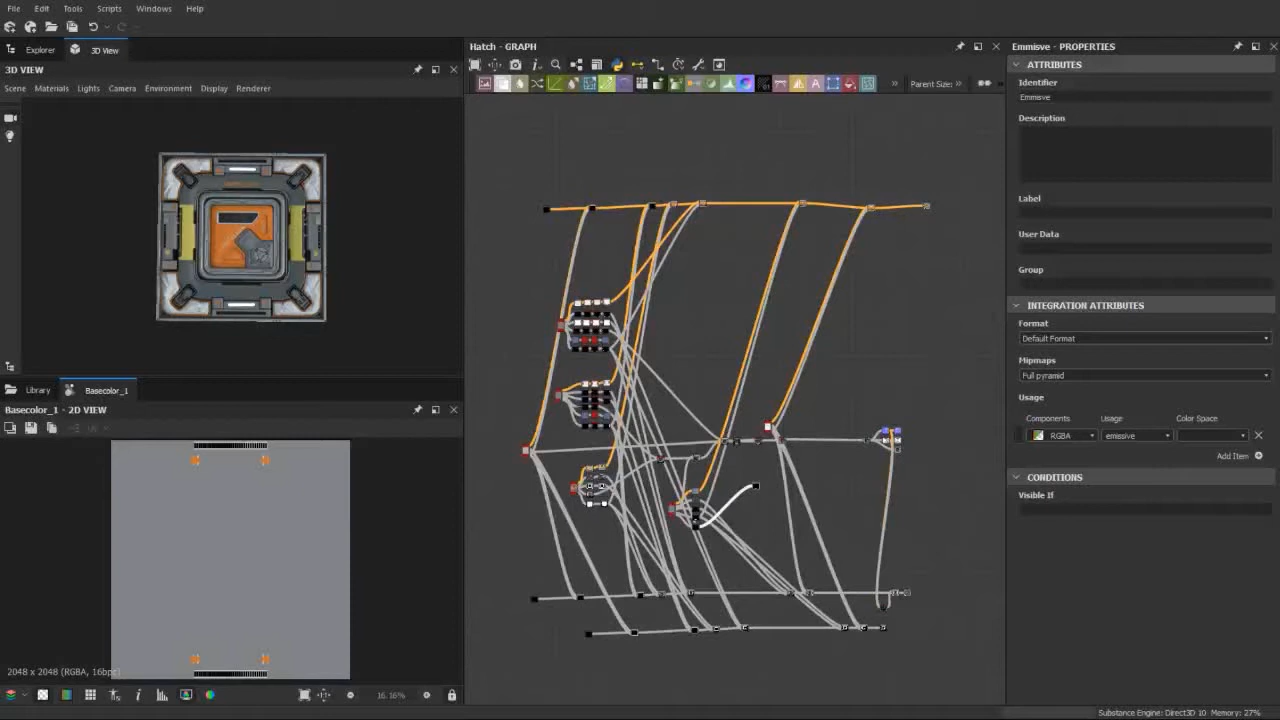 File Edit Tools Scripts Windows Help
Explorer 3D View
3D VIEW
Scene Materials Lights Camera Environment Display Renderer
Library Basecolor_1
Basecolor_1 - 2D VIEW
2048 x 2048 (RGBA, 16bpc)
16.16%
Hatch - GRAPH
Parent Size:
Emmisve - PROPERTIES
ATTRIBUTES
Identifier
Emmisve
Description
Label
User Data
Group
INTEGRATION ATTRIBUTES
Format
Default Format
Mipmaps
Full pyramid
Usage
Components Usage Color Space
RGBA emissive
Add Item
CONDITIONS
Visible If
Substance Engine: Direct3D 10 Memory: 27%